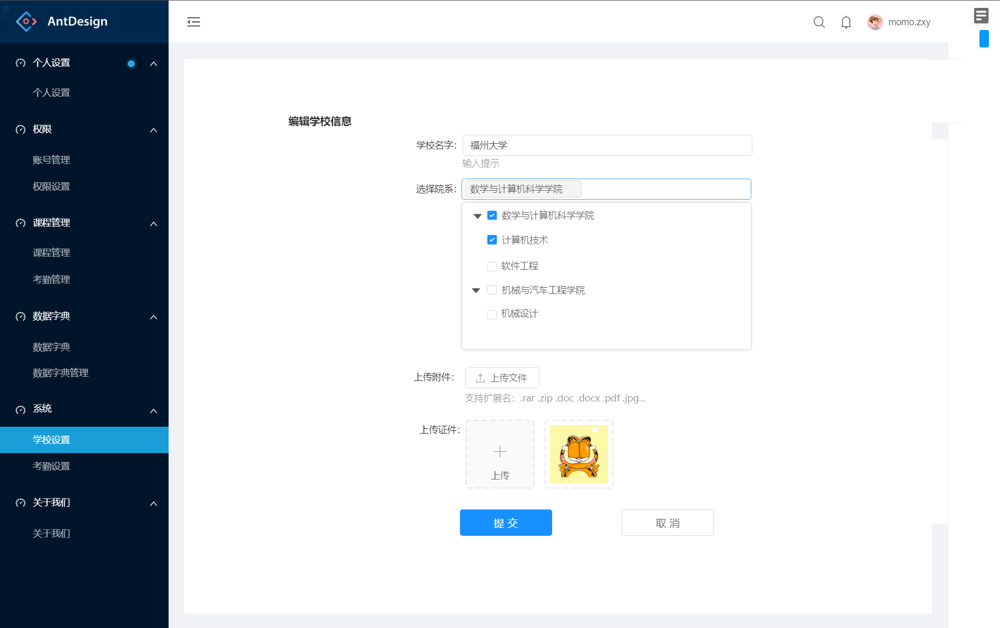 AntDesign
momo.zxy
个人设置
个人设置
权限
账号管理
权限设置
课程管理
课程管理
考勤管理
数据字典
数据字典
数据字典管理
系统
学校设置
考勤设置
关于我们
关于我们
编辑学校信息
学校名字：
福州大学
输入提示
选择院系：
数学与计算机科学学院
数学与计算机科学学院
计算机技术
软件工程
机械与汽车工程学院
机械设计
上传附件：
上传文件
支持扩展名：.rar .zip .doc .docx .pdf .jpg...
上传证件：
上传
提 交
取 消